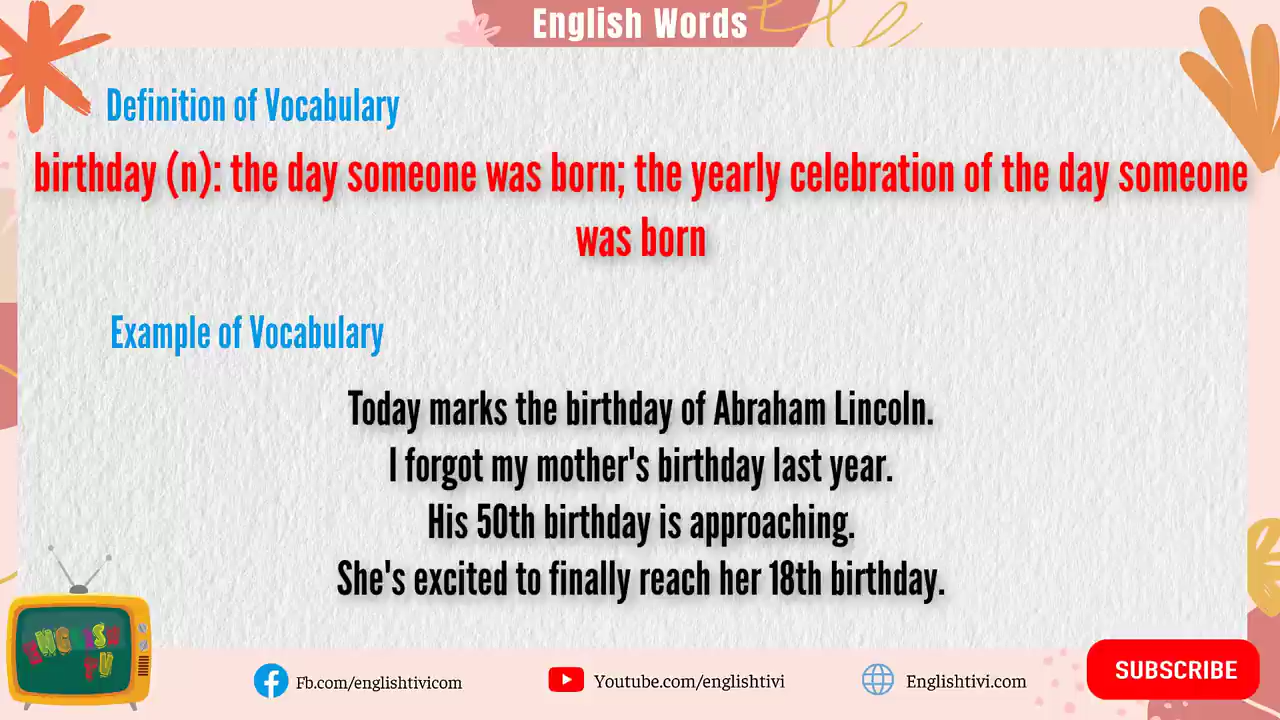 English Words
Definition of Vocabulary
birthday (n): the day someone was born; the yearly celebration of the day someone
was born
Example of Vocabulary
Today marks the birthday of Abraham Lincoln.
I forgot my mother's birthday last year.
His 50th birthday is approaching.
She's excited to finally reach her 18th birthday.
ENGLISH
TV
Fb.com/englishtivicom
Youtube.com/englishtivi
Englishtivi.com
SUBSCRIBE